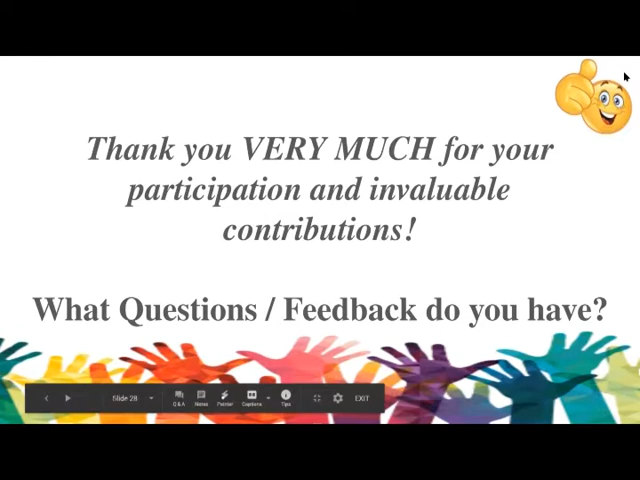 Thank you VERY MUCH for your
participation and invaluable
contributions!
What Questions / Feedback do you have?
Slide 28
Q & A
Notes
Pointer
Captions
Tips
EXIT